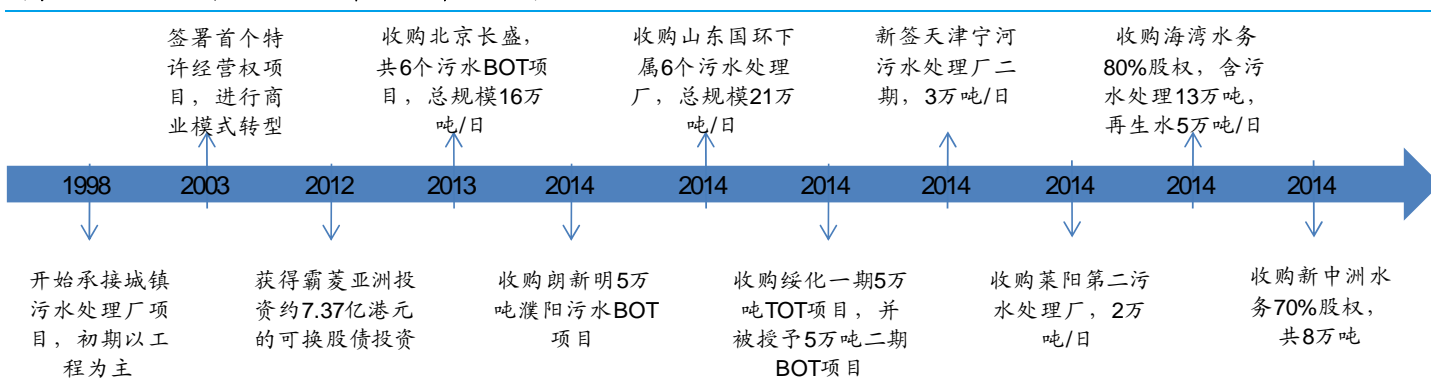 签署首个特
许经营权项
目，进行商
业模式转型
收购北京长盛，
共6个污水BOT项
目，总规模16万
吨/日
收购山东国环下
属6个污水处理
厂，总规模21万
吨/日
新签天津宁河
污水处理厂二
期，3万吨/日
收购海湾水务
80%股权，含污
水处理13万吨，
再生水5万吨/日
1998
2003
2012
2013
2014
2014
2014
2014
2014
2014
2014
开始承接城镇
污水处理厂项
目，初期以工
程为主
获得霸菱亚洲投
资约7.37亿港元
的可换股债投资
收购朗新明5万
吨濮阳污水BOT
项目
收购绥化一期5万
吨TOT项目，并
被授予5万吨二期
BOT项目
收购莱阳第二污
水处理厂，2万
吨/日
收购新中洲水
务70%股权，
共8万吨